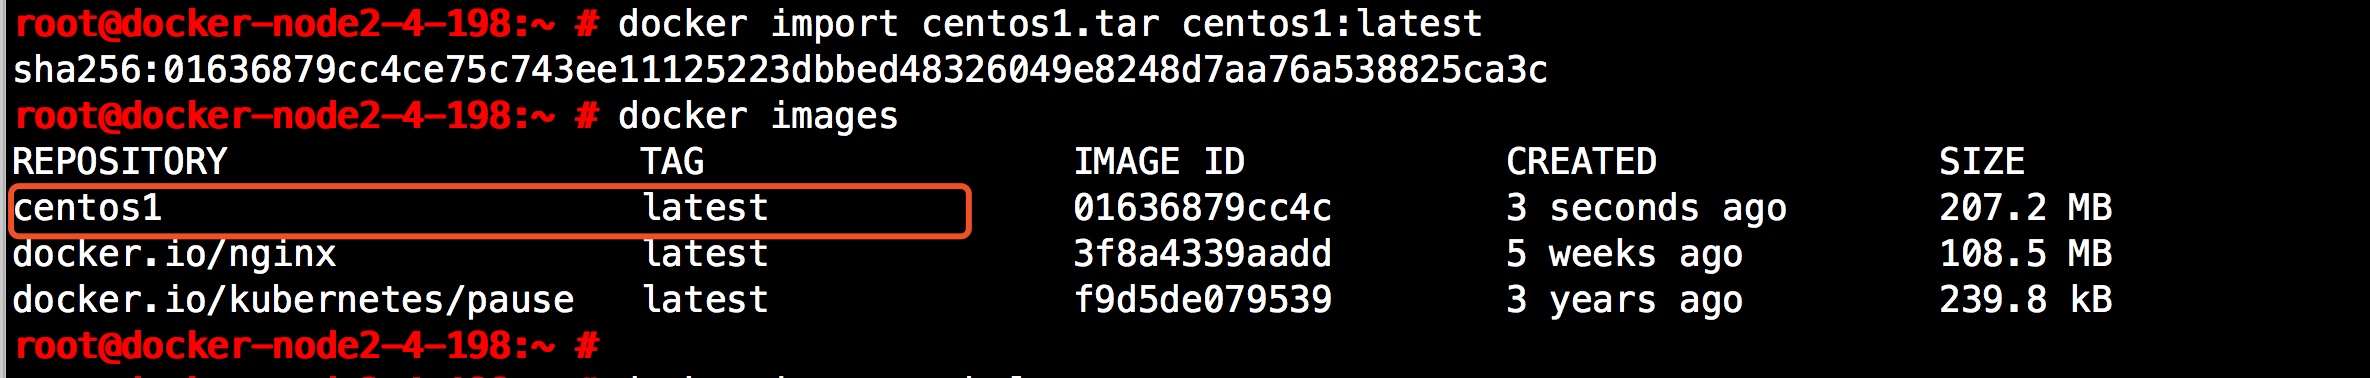 root@docker-node2-4-198:~ # docker import centos1.tar centos1:latest
sha256:01636879cc4ce75c743ee11125223dbbed48326049e8248d7aa76a538825ca3c
root@docker-node2-4-198:~ # docker images
REPOSITORY TAG IMAGE ID CREATED SIZE
centos1 latest 01636879cc4c 3 seconds ago 207.2 MB
docker.io/nginx latest 3f8a4339aadd 5 weeks ago 108.5 MB
docker.io/kubernetes/pause latest f9d5de079539 3 years ago 239.8 kB
root@docker-node2-4-198:~ #